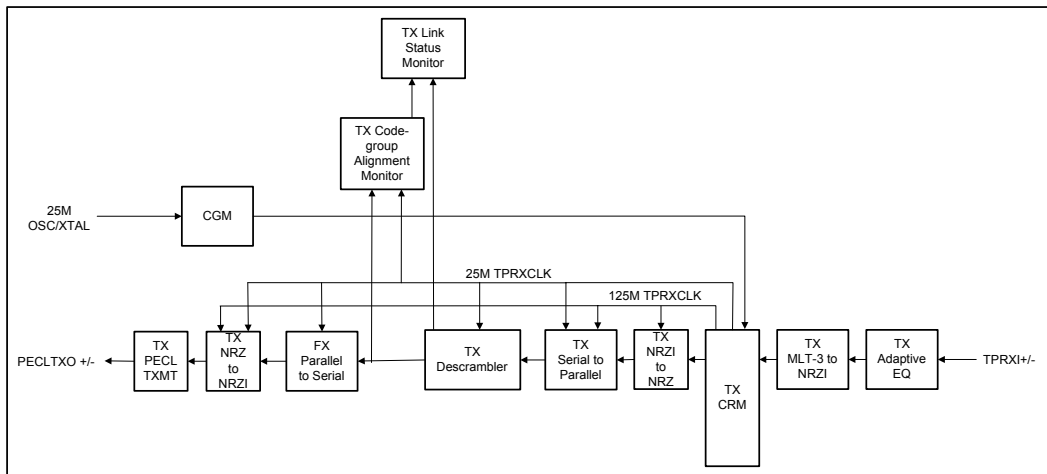 TX Link
Status
Monitor
TX Code-
group
Alignment
Monitor
25M
OSC/XTAL
CGM
25M TPRXCLK
125M TPRXCLK
PECLTXO +/-
TX
PECL
TXMT
TX
NRZ
to
NRZI
FX
Parallel
to Serial
TX
Descrambler
TX
Serial to
Parallel
TX
NRZI
to
NRZ
TX
CRM
TX
MLT-3 to
NRZI
TX
Adaptive
EQ
TPRXI+/-